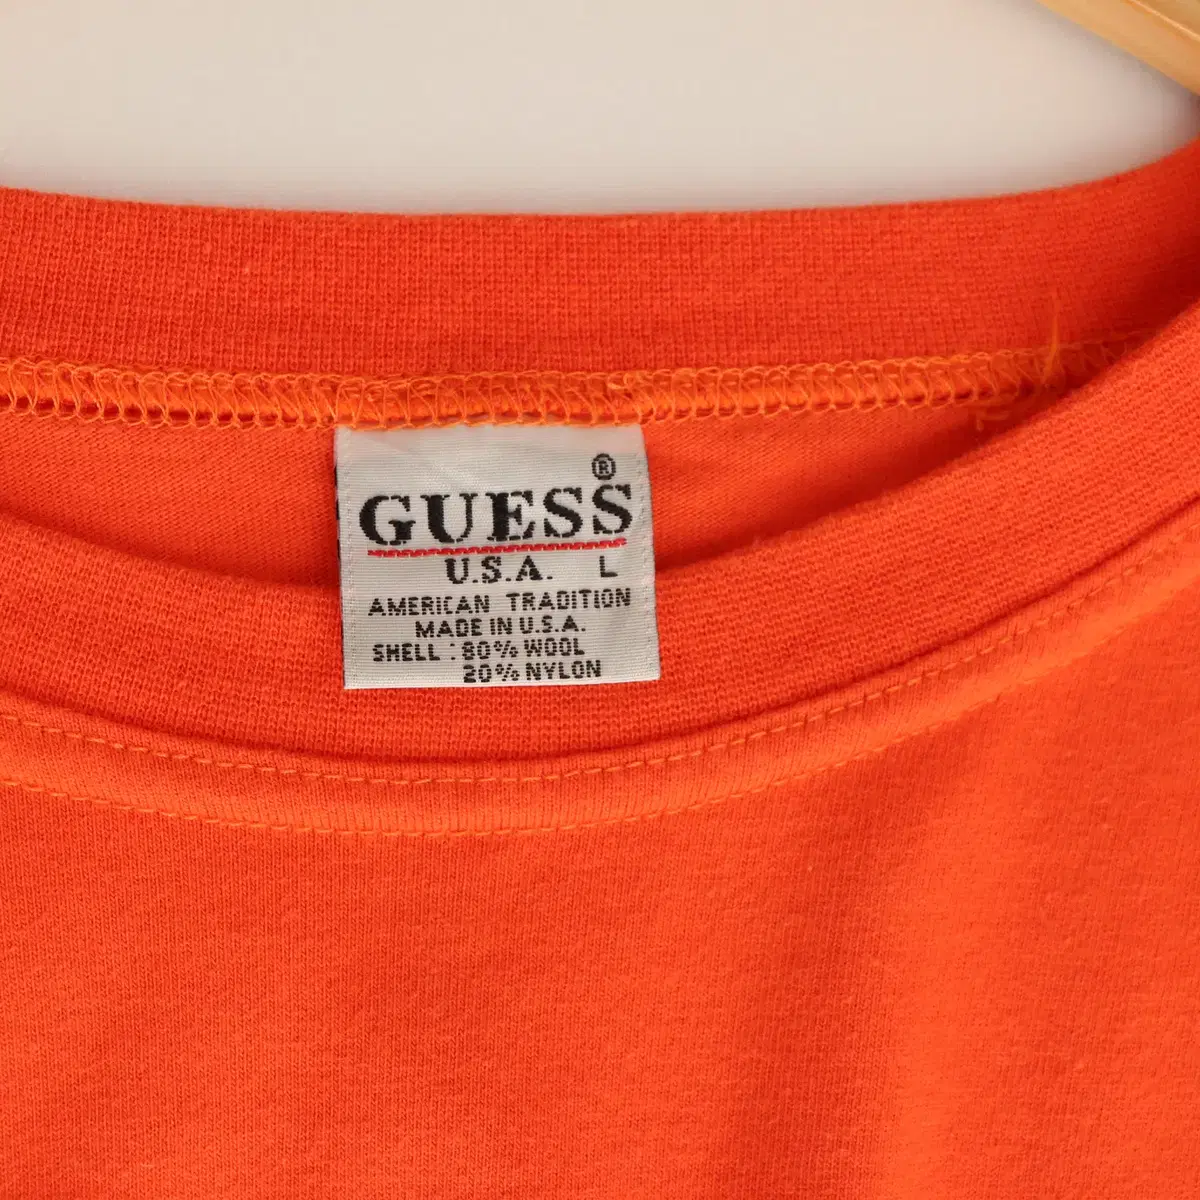 GUESS®
U.S.A. L
AMERICAN TRADITION
MADE IN U.S.A.
SHELL : 80% WOOL
20% NYLON